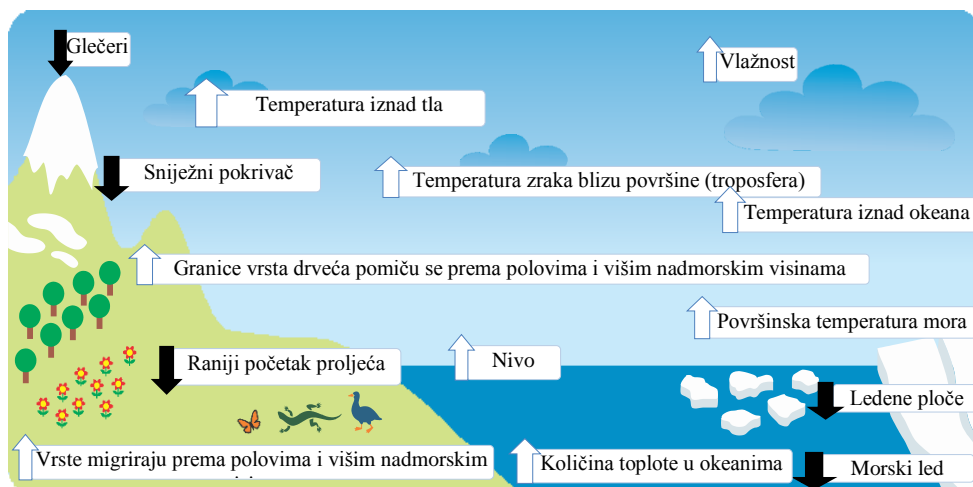 Glečeri
Vlažnost
Temperatura iznad tla
Sniježni pokrivač
Temperatura zraka blizu površine (troposfera)
Temperatura iznad okeana
Granice vrsta drveća pomiču se prema polovima i višim nadmorskim visinama
Površinska temperatura mora
Raniji početak proljeća
Nivo
Ledene ploče
Vrste migriraju prema polovima i višim nadmorskim
Količina toplote u okeanima
Morski led